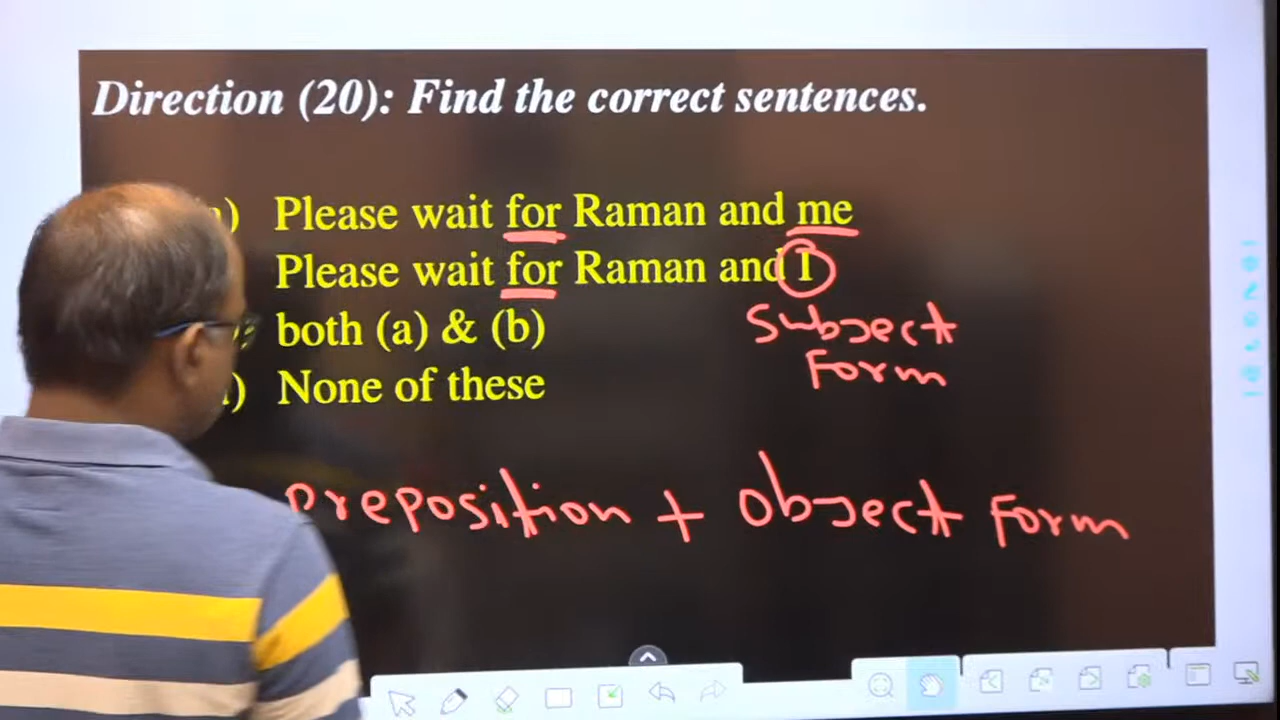 Direction (20): Find the correct sentences.
) Please wait for Raman and me
Please wait for Raman and I
both (a) & (b)
) None of these
Subject
Form
Preposition + Object Form